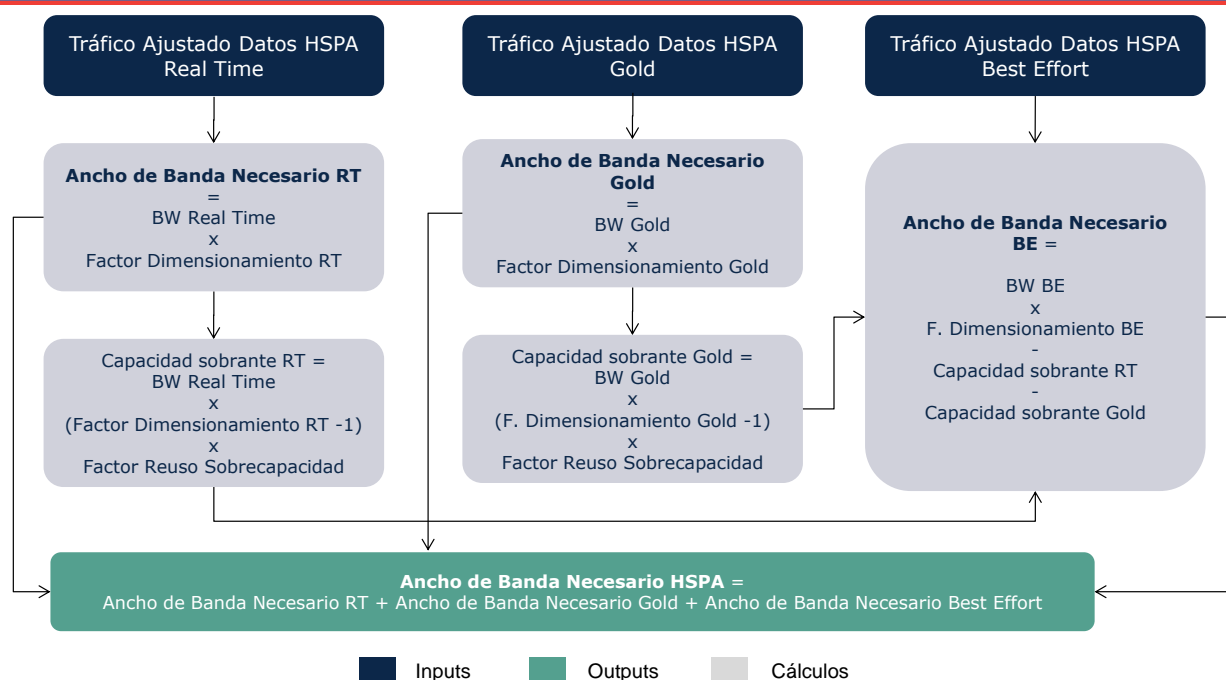 Tráfico Ajustado Datos HSPA
Real Time
Tráfico Ajustado Datos HSPA
Gold
Tráfico Ajustado Datos HSPA
Best Effort
Ancho de Banda Necesario RT
=
BW Real Time
x
Factor Dimensionamiento RT
Ancho de Banda Necesario
Gold
=
BW Gold
x
Factor Dimensionamiento Gold
Ancho de Banda Necesario
BE =
BW BE
x
F. Dimensionamiento BE
-
Capacidad sobrante RT
-
Capacidad sobrante Gold
Capacidad sobrante RT =
BW Real Time
x
(Factor Dimensionamiento RT -1)
x
Factor Reuso Sobrecapacidad
Capacidad sobrante Gold =
BW Gold
x
(F. Dimensionamiento Gold -1)
x
Factor Reuso Sobrecapacidad
Ancho de Banda Necesario HSPA =
Ancho de Banda Necesario RT + Ancho de Banda Necesario Gold + Ancho de Banda Necesario Best Effort
Inputs
Outputs
Cálculos